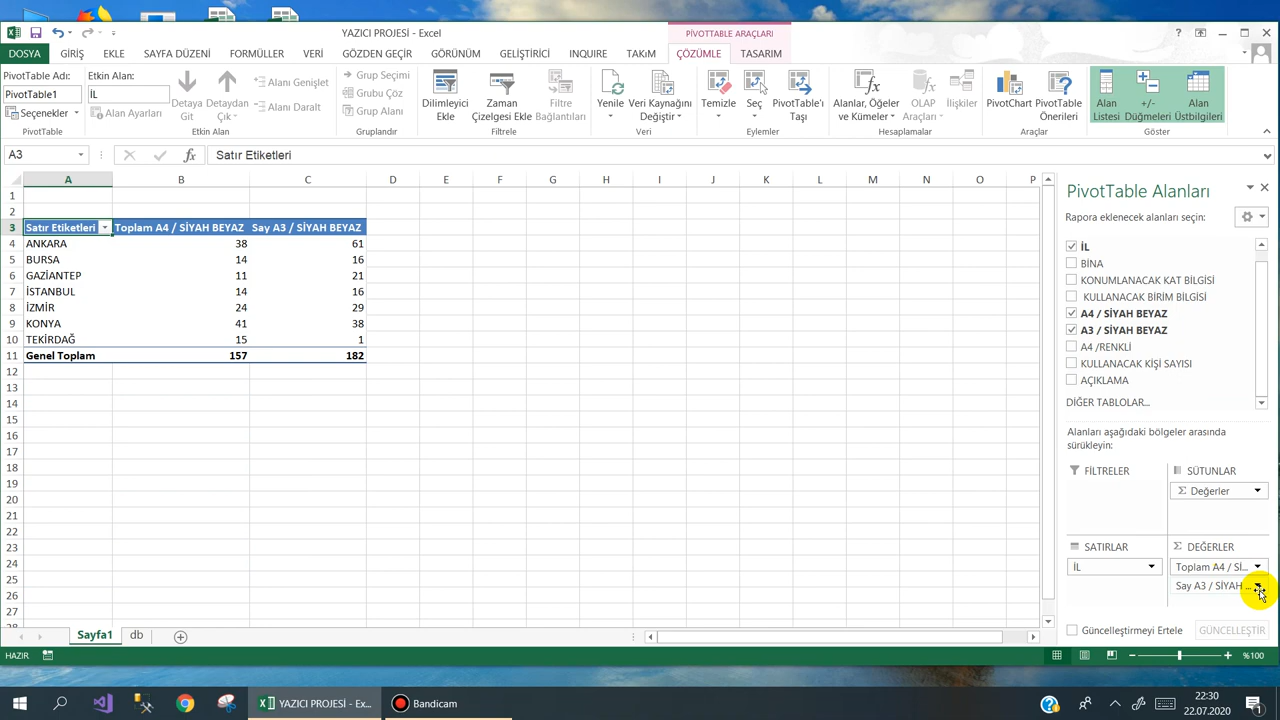 YAZICI PROJESİ - Excel
PİVOTTABLE ARAÇLARI
DOSYA GİRİŞ EKLE SAYFA DÜZENİ FORMÜLLER VERİ GÖZDEN GEÇİR GÖRÜNÜM GELİŞTİRİCİ INQUIRE TAKıM ÇÖZÜMLE TASARIM
PivotTable Adı:
PivotTable1
Seçenekler
PivotTable
Etkin Alan:
İL
Alan Ayarları
Detaya Git
Detaydan Çık
Alanı Genişlet
Alanı Daralt
Etkin Alan
Grup Seçimi
Grubu Çöz
Grup Alanı
Gruplandır
Dilimleyici Ekle
Zaman Çizelgesi Ekle
Filtre Bağlantıları
Filtrele
Yenile
Veri Kaynağını Değiştir
Veri
Temizle
Seç
PivotTable'ı Taşı
Eylemler
Alanlar, Öğeler ve Kümeler
OLAP Araçları
İlişkiler
Hesaplamalar
PivotChart
PivotTable Önerileri
Araçlar
Alan Listesi
+/- Düğmeleri
Alan Üstbilgileri
Göster
A3
fx
Satır Etiketleri
A B C D E F G H I J K L M N O P
1
2
3 Satır Etiketleri Toplam A4 / SİYAH BEYAZ Say A3 / SİYAH BEYAZ
4 ANKARA 38 61
5 BURSA 14 16
6 GAZİANTEP 11 21
7 İSTANBUL 14 16
8 İZMİR 24 29
9 KONYA 41 38
10 TEKİRDAĞ 15 1
11 Genel Toplam 157 182
12
13
14
15
16
17
18
19
20
21
22
23
24
25
26
27
28
PivotTable Alanları
Rapora eklenecek alanları seçin:
İL
BİNA
KONUMLANACAK KAT BİLGİSİ
KULLANACAK BİRİM BİLGİSİ
A4 / SİYAH BEYAZ
A3 / SİYAH BEYAZ
A4 /RENKLİ
KULLANACAK KİŞİ SAYISI
AÇIKLAMA
DİĞER TABLOLAR...
Alanları aşağıdaki bölgeler arasında
sürükleyin:
FİLTRELER
SÜTUNLAR
Σ Değerler
SATIRLAR
İL
Σ DEĞERLER
Toplam A4 / Sİ...
Say A3 / SİYAH ...
Güncelleştirmeyi Ertele
GÜNCELLEŞTİR
Sayfa1 db
HAZIR
%100
YAZICI PROJESİ - Ex...
Bandicam
22:30
22.07.2020
1